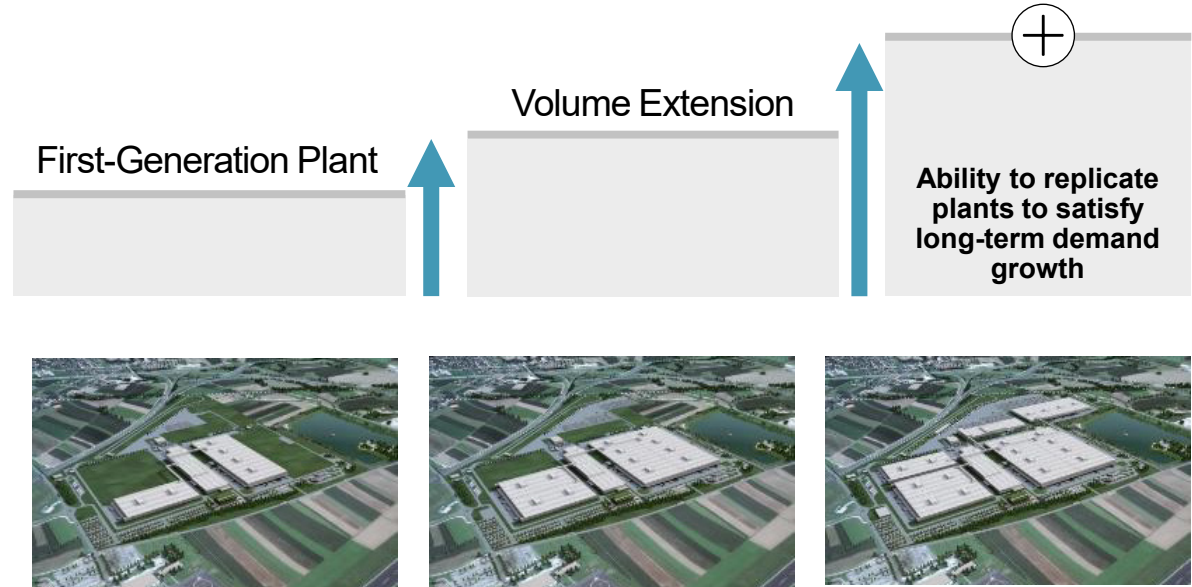 First-Generation Plant
Volume Extension
Ability to replicate
plants to satisfy
long-term demand
growth